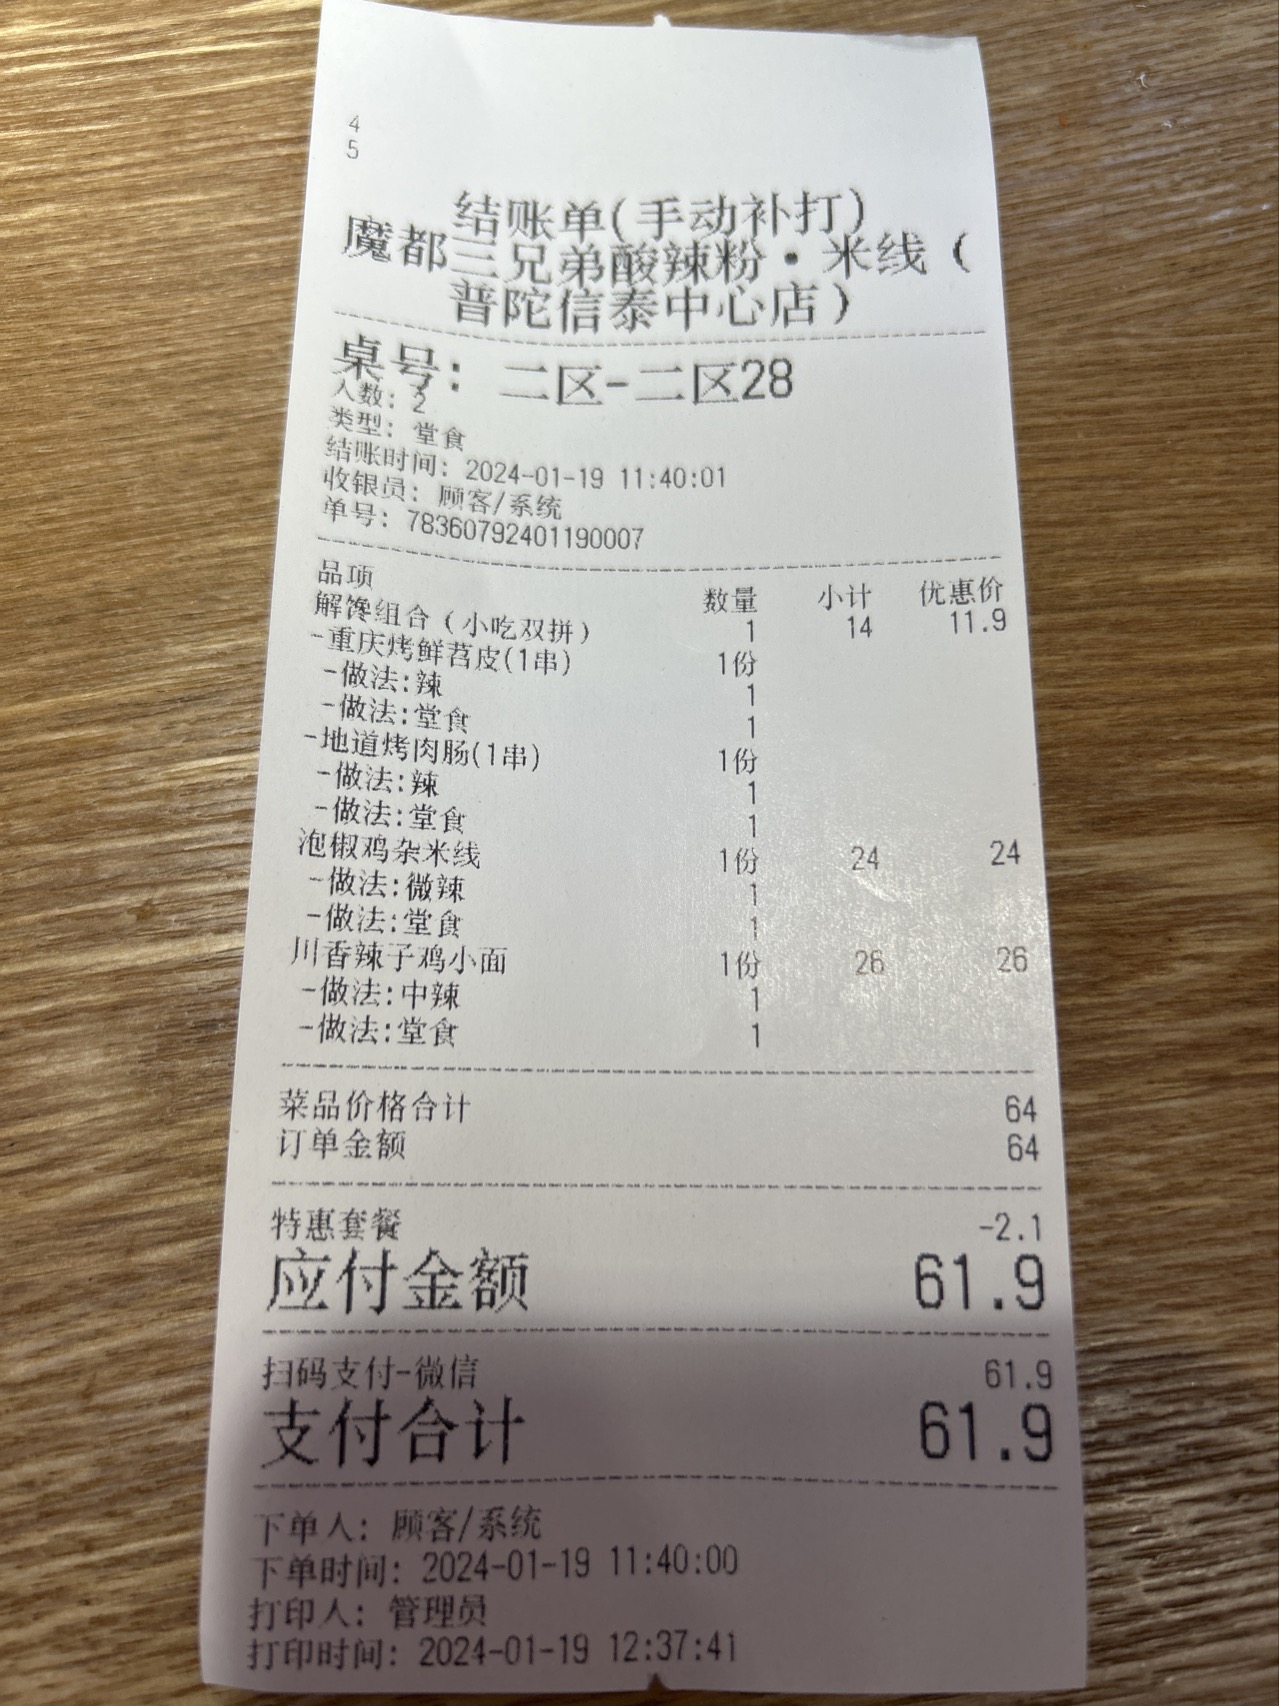 4
5
结账单(手动补打)
魔都三兄弟酸辣粉·米线(
普陀信泰中心店)
桌号: 二区-二区28
人数: 2
类型: 堂食
结账时间: 2024-01-19 11:40:01
收银员: 顾客/系统
单号: 78360792401190007
品项 数量 小计 优惠价
解馋组合(小吃双拼) 1 14 11.9
-重庆烤鲜苕皮(1串) 1份
-做法:辣 1
-做法:堂食 1
-地道烤肉肠(1串) 1份
-做法:辣 1
-做法:堂食 1
泡椒鸡杂米线 1份 24 24
-做法:微辣 1
-做法:堂食 1
川香辣子鸡小面 1份 26 26
-做法:中辣 1
-做法:堂食 1
菜品价格合计 64
订单金额 64
特惠套餐 -2.1
应付金额 61.9
扫码支付-微信 61.9
支付合计 61.9
下单人: 顾客/系统
下单时间: 2024-01-19 11:40:00
打印人: 管理员
打印时间: 2024-01-19 12:37:41